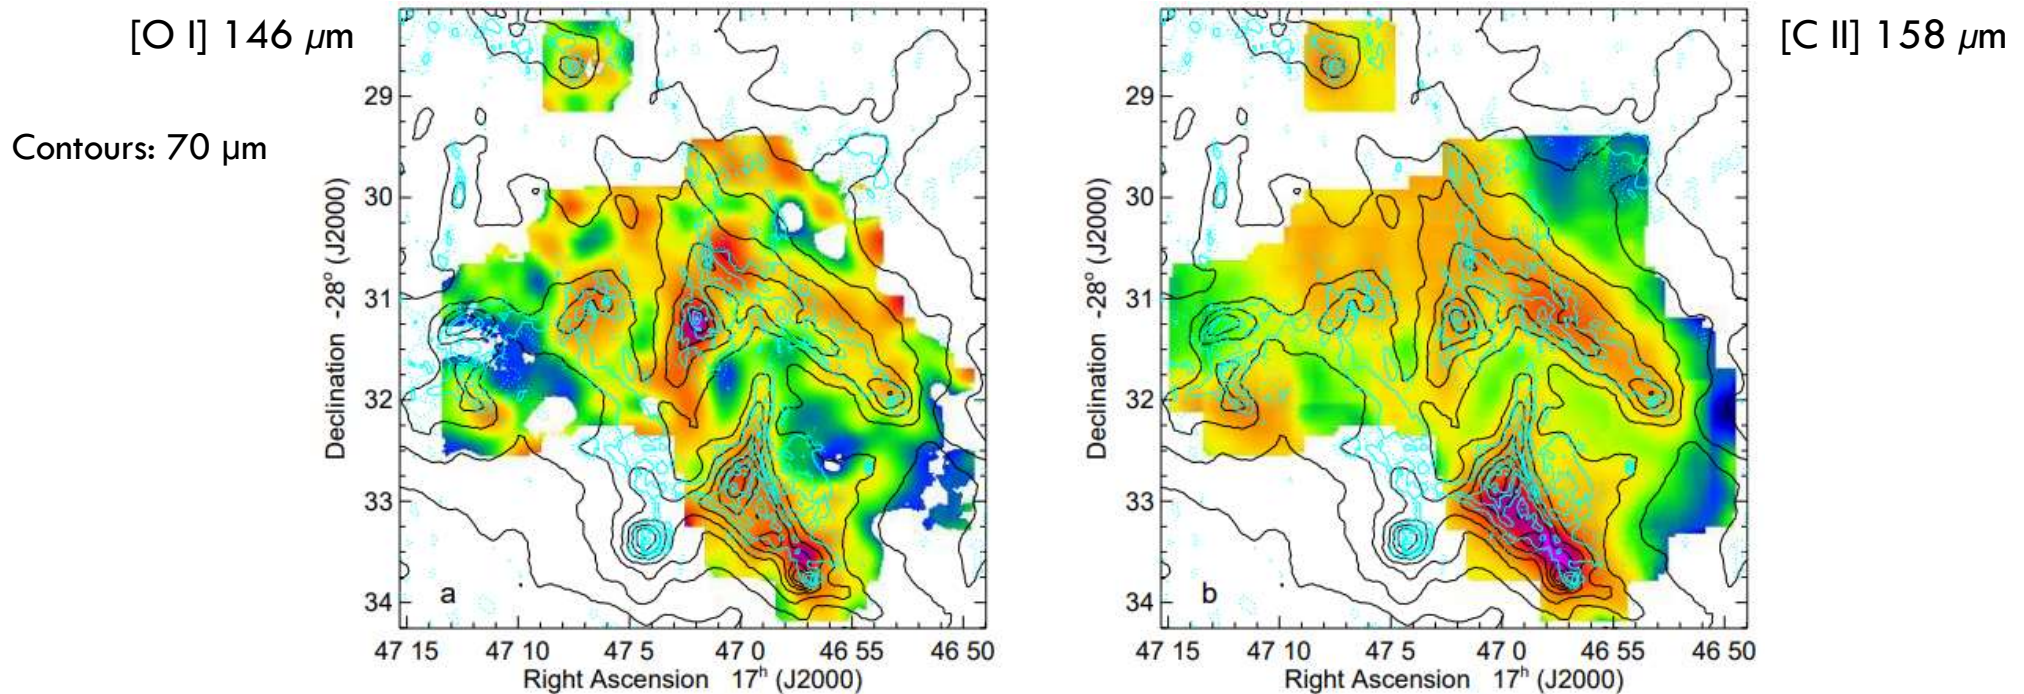 [O I] 146 µm
[C II] 158 µm
Contours: 70 µm
29
30
31
32
33
34
Declination -28° (J2000)
a
47 15
47 10
47 5
47 0
46 55
46 50
Right Ascension 17ʰ (J2000)
29
30
31
32
33
34
Declination -28° (J2000)
b
47 15
47 10
47 5
47 0
46 55
46 50
Right Ascension 17ʰ (J2000)